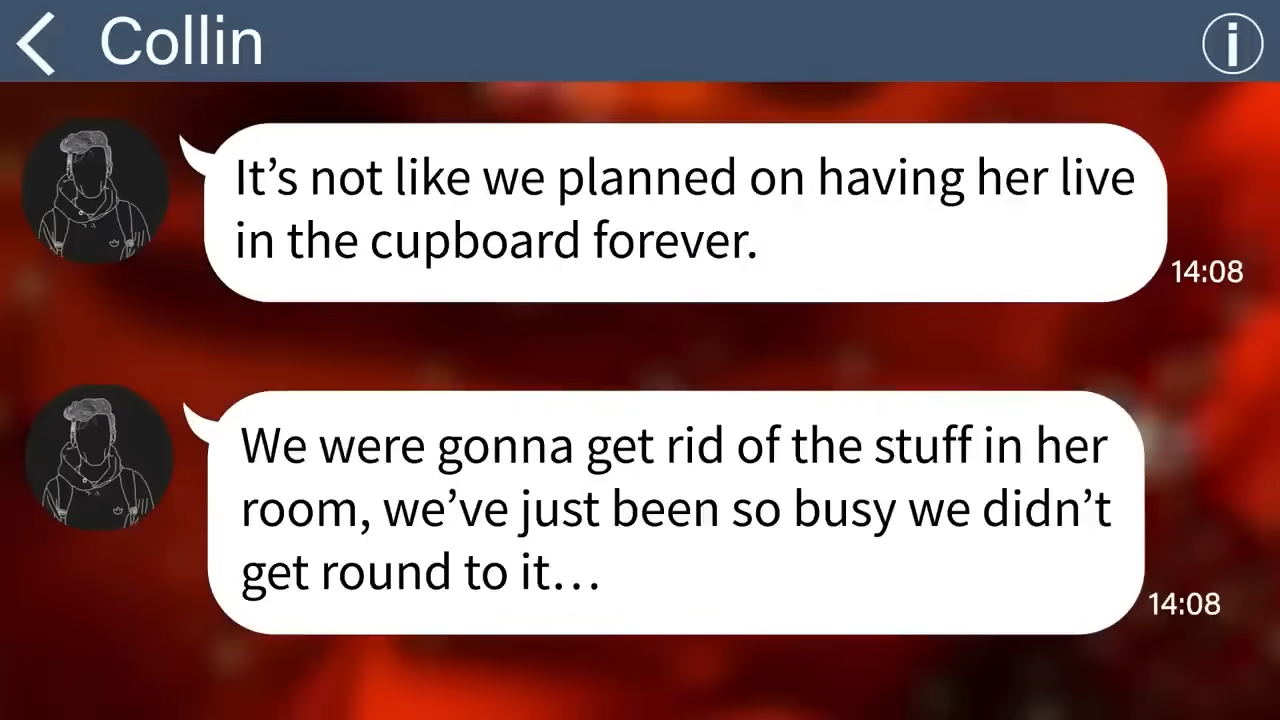 Collin
It’s not like we planned on having her live
in the cupboard forever.
14:08
We were gonna get rid of the stuff in her
room, we’ve just been so busy we didn’t
get round to it…
14:08